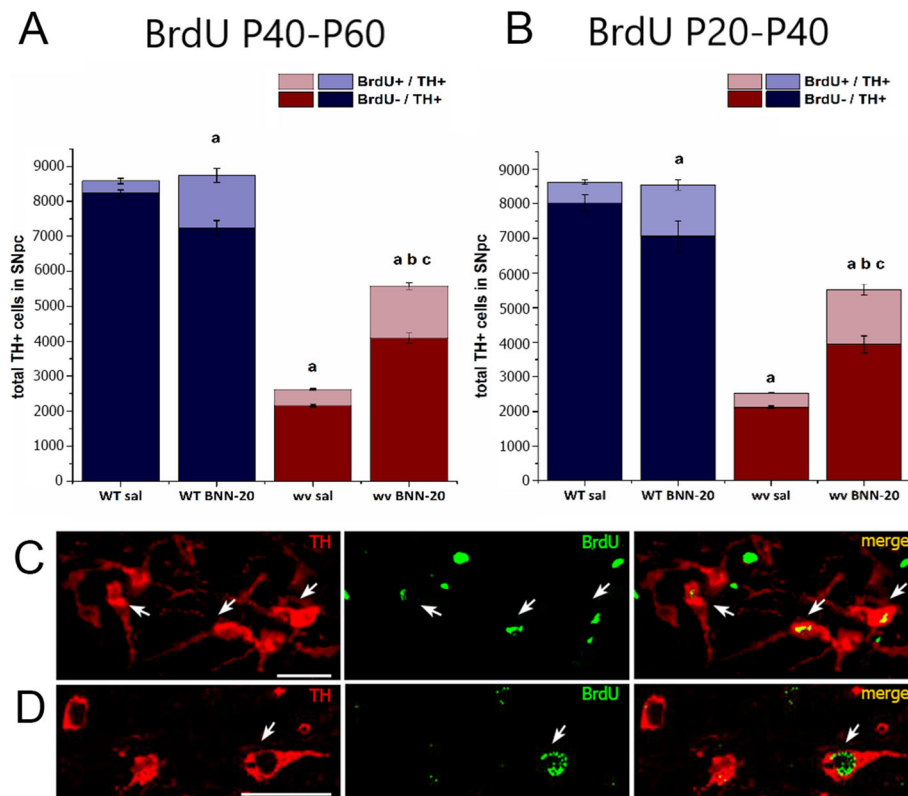 A
BrdU P40-P60
BrdU+ / TH+
BrdU- / TH+
a
a
a b c
total TH+ cells in SNpc
9000
8000
7000
6000
5000
4000
3000
2000
1000
0
WT sal
WT BNN-20
wv sal
wv BNN-20
B
BrdU P20-P40
BrdU+ / TH+
BrdU- / TH+
a
a
a b c
total TH+ cells in SNpc
9000
8000
7000
6000
5000
4000
3000
2000
1000
0
WT sal
WT BNN-20
wv sal
wv BNN-20
C
TH
BrdU
merge
D
TH
BrdU
merge